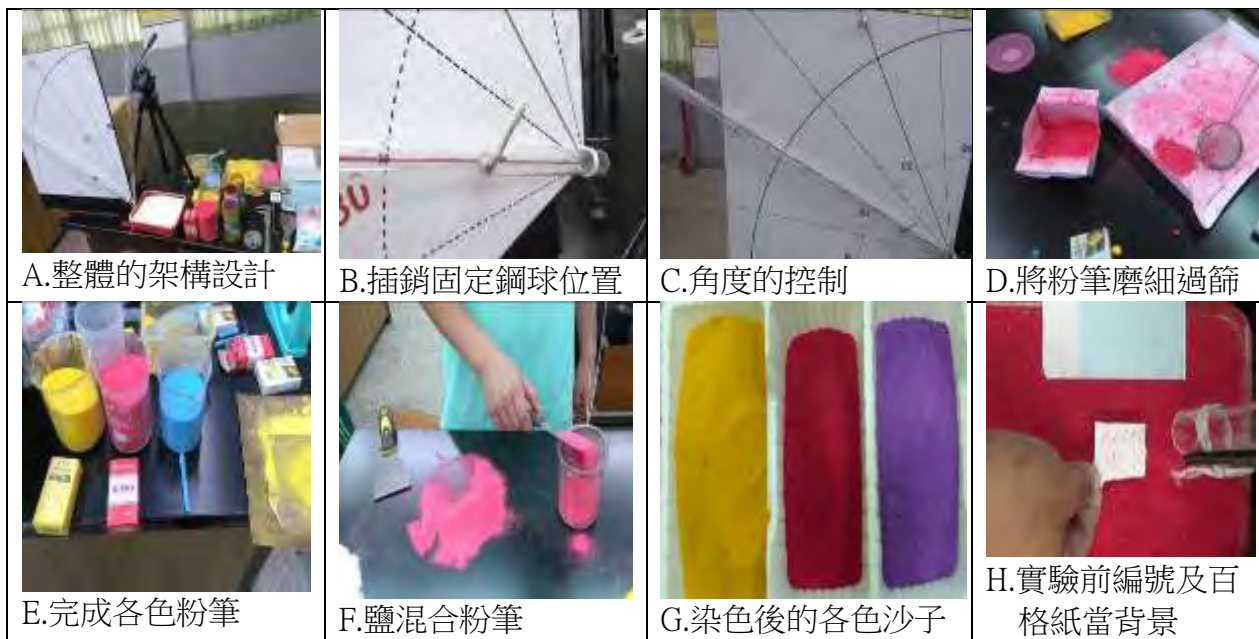 A.整體的架構設計
B.插銷固定鋼球位置
C.角度的控制
D.將粉筆磨細過篩
E.完成各色粉筆
F.鹽混合粉筆
G.染色後的各色沙子
H.實驗前編號及百
格紙當背景